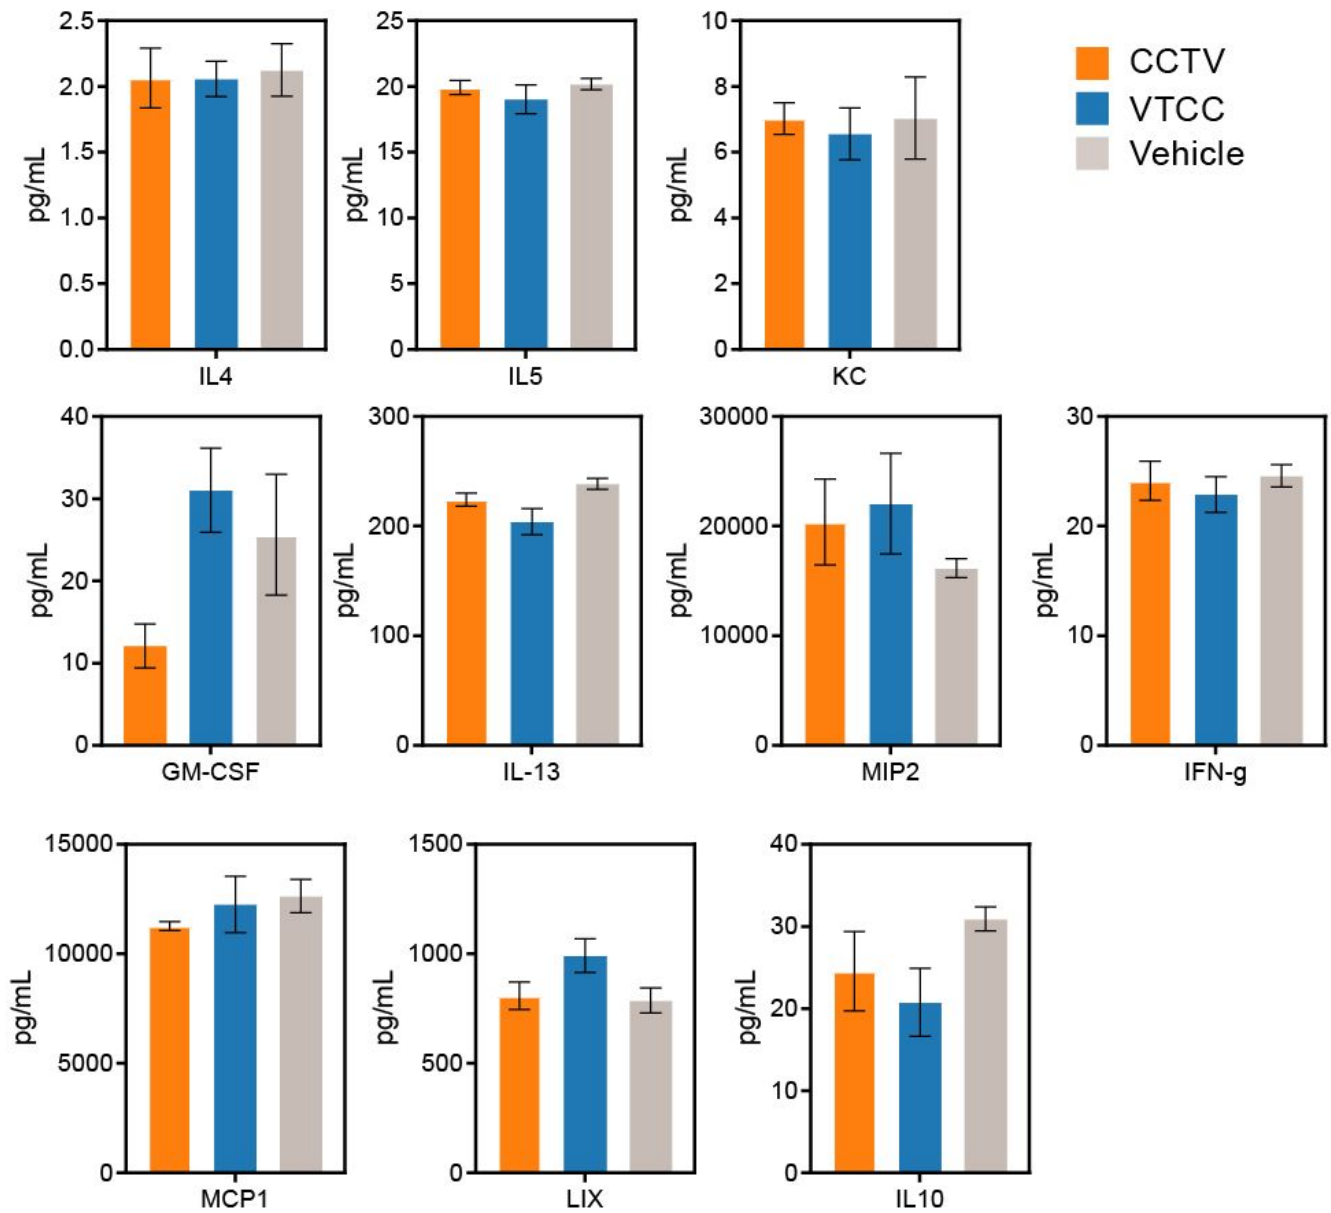 CCTV
VTCC
Vehicle
pg/mL
2.5
2.0
1.5
1.0
0.5
0.0
IL4
pg/mL
25
20
15
10
5
0
IL5
pg/mL
10
8
6
4
2
0
KC
pg/mL
40
30
20
10
0
GM-CSF
pg/mL
300
200
100
0
IL-13
pg/mL
30000
20000
10000
0
MIP2
pg/mL
30
20
10
0
IFN-g
pg/mL
15000
10000
5000
0
MCP1
pg/mL
1500
1000
500
0
LIX
pg/mL
40
30
20
10
0
IL10